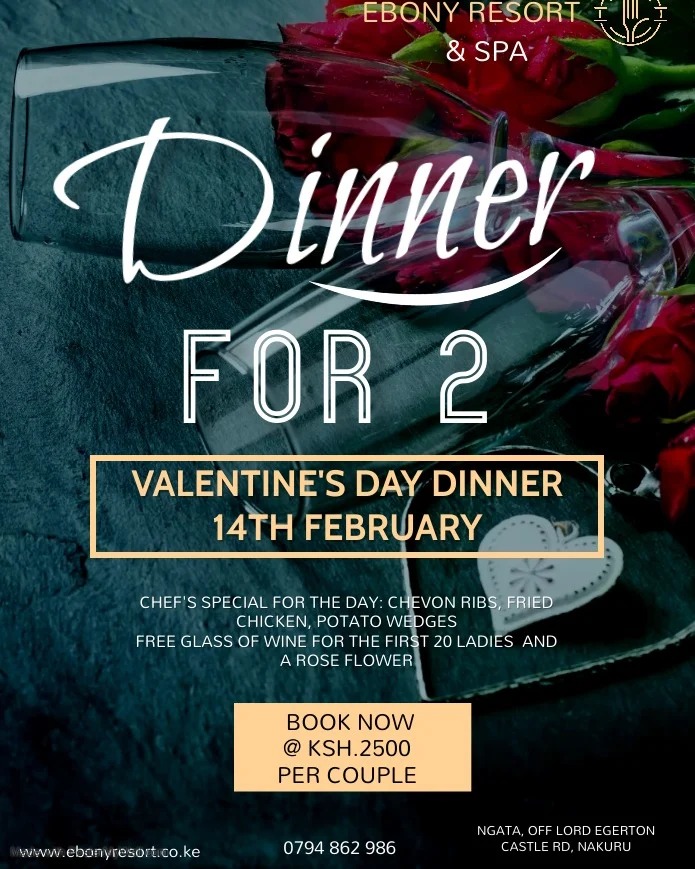 EBONY RESORT
& SPA
Dinner
FOR 2
VALENTINE'S DAY DINNER
14TH FEBRUARY
CHEF'S SPECIAL FOR THE DAY: CHEVON RIBS, FRIED
CHICKEN, POTATO WEDGES
FREE GLASS OF WINE FOR THE FIRST 20 LADIES AND
A ROSE FLOWER
BOOK NOW
@ KSH.2500
PER COUPLE
NGATA, OFF LORD EGERTON
CASTLE RD, NAKURU
www.ebonyresort.co.ke
0794 862 986